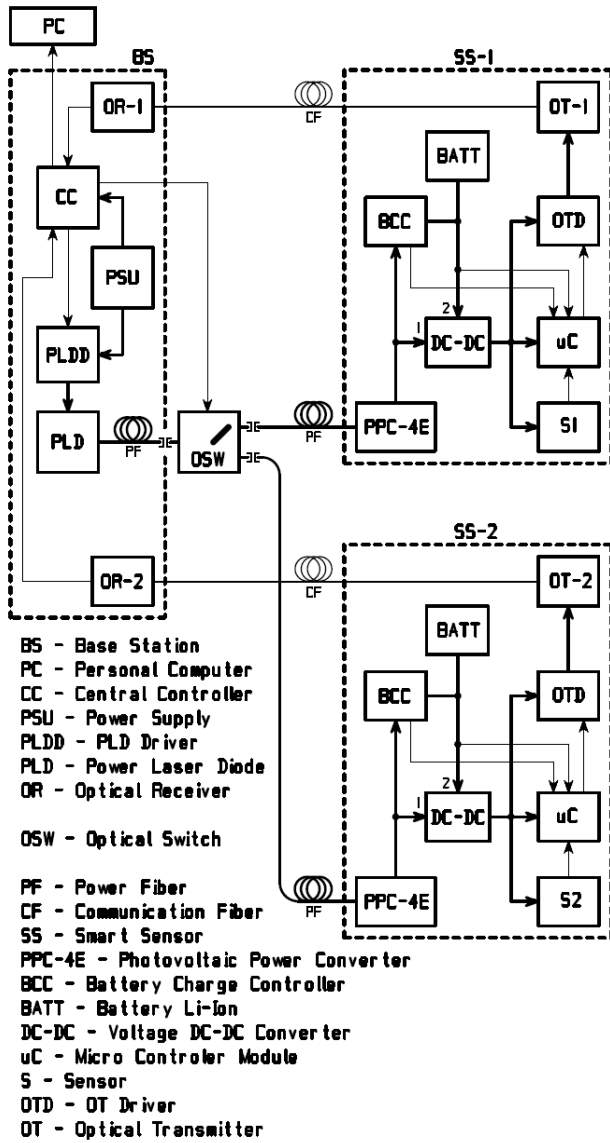 PC
BS
SS-1
OR-1
CF
OT-1
BATT
CC
BCC
OTD
PSU
2
1
DC-DC
uC
PLDD
PLD
PF
OSW
PF
PPC-4E
S1
SS-2
OR-2
CF
OT-2
BATT
BCC
OTD
2
1
DC-DC
uC
PF
PPC-4E
S2
BS - Base Station
PC - Personal Computer
CC - Central Controller
PSU - Power Supply
PLDD - PLD Driver
PLD - Power Laser Diode
OR - Optical Receiver
OSW - Optical Switch
PF - Power Fiber
CF - Communication Fiber
SS - Smart Sensor
PPC-4E - Photovoltaic Power Converter
BCC - Battery Charge Controller
BATT - Battery Li-Ion
DC-DC - Voltage DC-DC Converter
uC - Micro Controler Module
S - Sensor
OTD - OT Driver
OT - Optical Transmitter